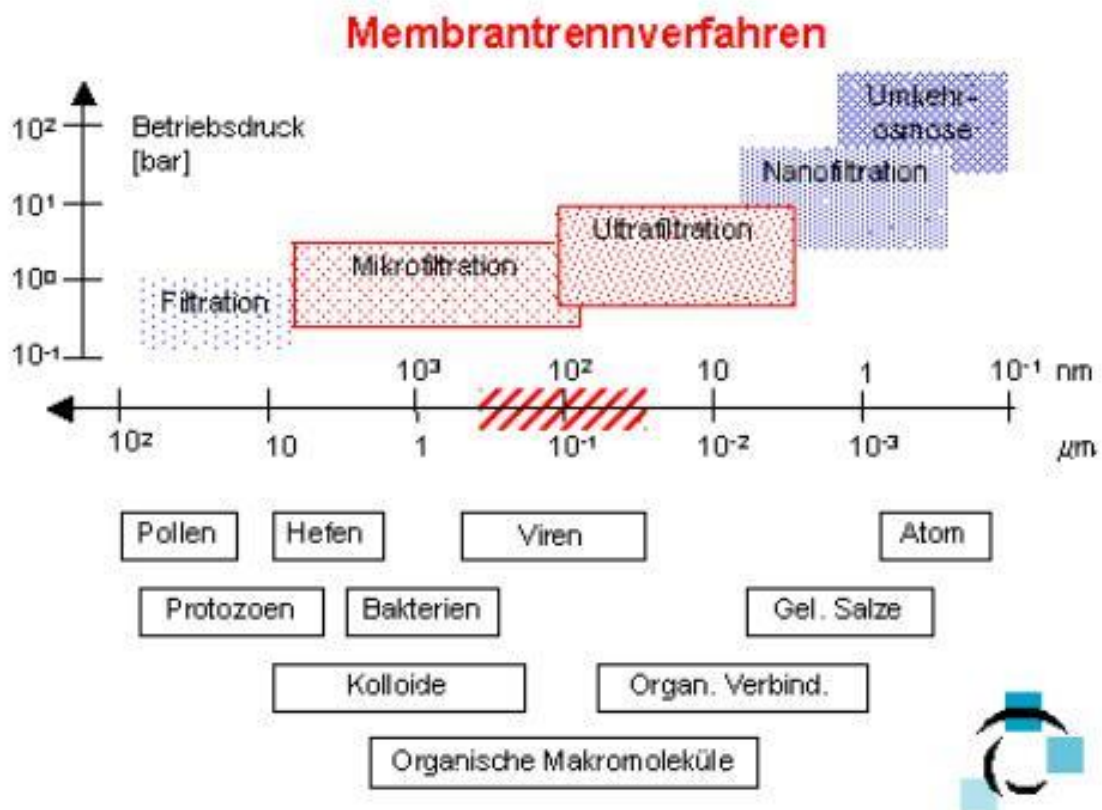 Membrantrennverfahren
10² Betriebsdruck
[bar]
Umkehr-
osmose
Nanofiltration
10¹
Ultrafiltration
Mikrofiltration
10⁰
Filtration
10⁻¹
10³ 10² 10 1 10⁻¹ nm
10² 10 1 10⁻¹ 10⁻² 10⁻³ µm
Pollen Hefen Viren Atom
Protozoen Bakterien Gel. Salze
Kolloide Organ. Verbind.
Organische Makromoleküle